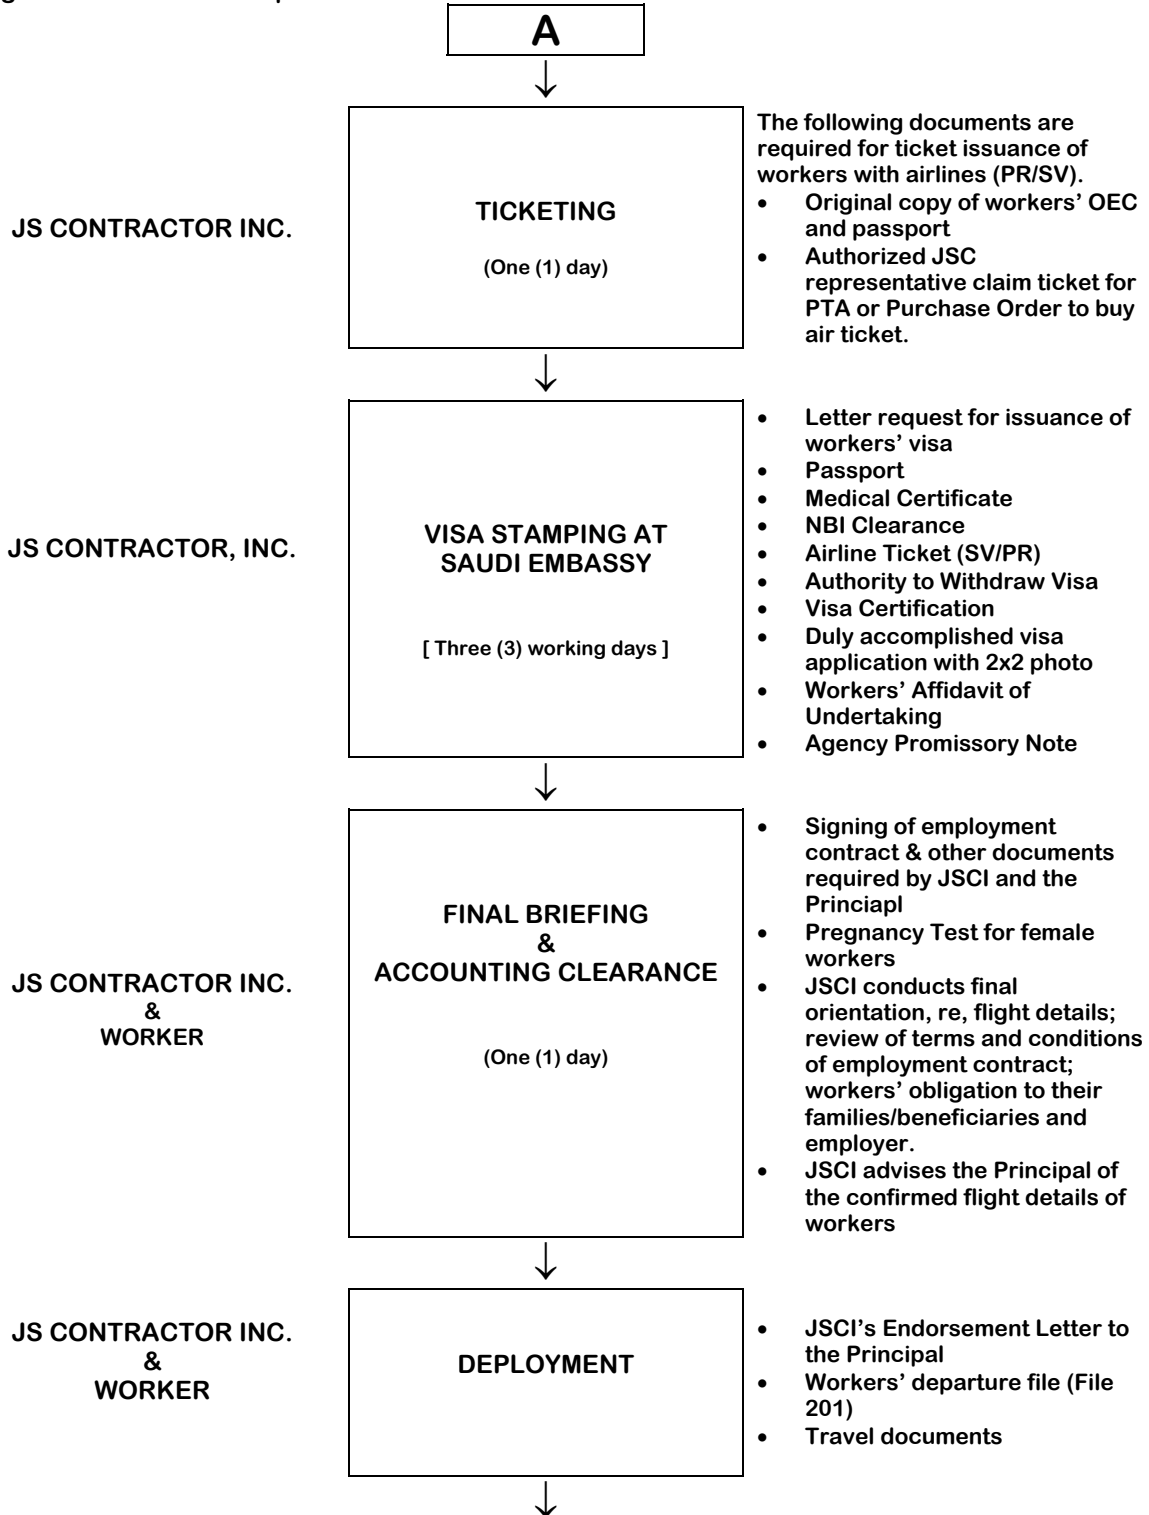 A
JS CONTRACTOR INC.
TICKETING
(One (1) day)
The following documents are
required for ticket issuance of
workers with airlines (PR/SV).
• Original copy of workers’ OEC
and passport
• Authorized JSC
representative claim ticket for
PTA or Purchase Order to buy
air ticket.
JS CONTRACTOR, INC.
VISA STAMPING AT
SAUDI EMBASSY
[ Three (3) working days ]
• Letter request for issuance of
workers’ visa
• Passport
• Medical Certificate
• NBI Clearance
• Airline Ticket (SV/PR)
• Authority to Withdraw Visa
• Visa Certification
• Duly accomplished visa
application with 2x2 photo
• Workers’ Affidavit of
Undertaking
• Agency Promissory Note
JS CONTRACTOR INC.
&
WORKER
FINAL BRIEFING
&
ACCOUNTING CLEARANCE
(One (1) day)
• Signing of employment
contract & other documents
required by JSCI and the
Princiapl
• Pregnancy Test for female
workers
• JSCI conducts final
orientation, re, flight details;
review of terms and conditions
of employment contract;
workers’ obligation to their
families/beneficiaries and
employer.
• JSCI advises the Principal of
the confirmed flight details of
workers
JS CONTRACTOR INC.
&
WORKER
DEPLOYMENT
• JSCI’s Endorsement Letter to
the Principal
• Workers’ departure file (File
201)
• Travel documents